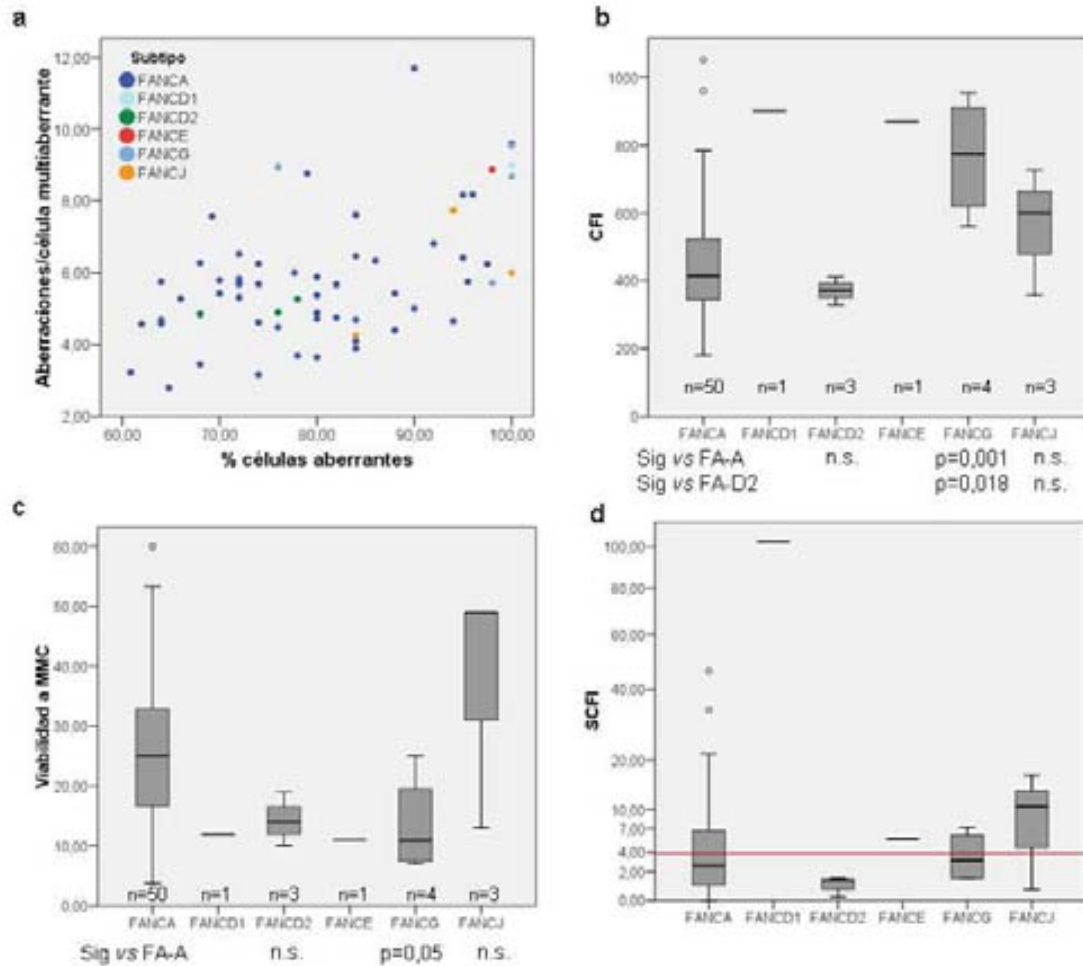 a
Aberraciones/célula multiaberrante
12,00
10,00
8,00
6,00
4,00
2,00
Subtipo
FANCA
FANCD1
FANCD2
FANCE
FANCG
FANCJ
60,00 70,00 80,00 90,00 100,00
% células aberrantes
b
CFI
1000
800
600
400
200
0
n=50 n=1 n=3 n=1 n=4 n=3
FANCA FANCD1 FANCD2 FANCE FANCG FANCJ
Sig vs FA-A n.s. p=0,001 n.s.
Sig vs FA-D2 p=0,018 n.s.
c
Viabilidad a MMC
60,00
50,00
40,00
30,00
20,00
10,00
0,00
n=50 n=1 n=3 n=1 n=4 n=3
FANCA FANCD1 FANCD2 FANCE FANCG FANCJ
Sig vs FA-A n.s. p=0,05 n.s.
d
SCFI
100,00
80,00
60,00
40,00
20,00
10,00
7,00
4,00
2,00
0,00
FANCA FANCD1 FANCD2 FANCE FANCG FANCJ